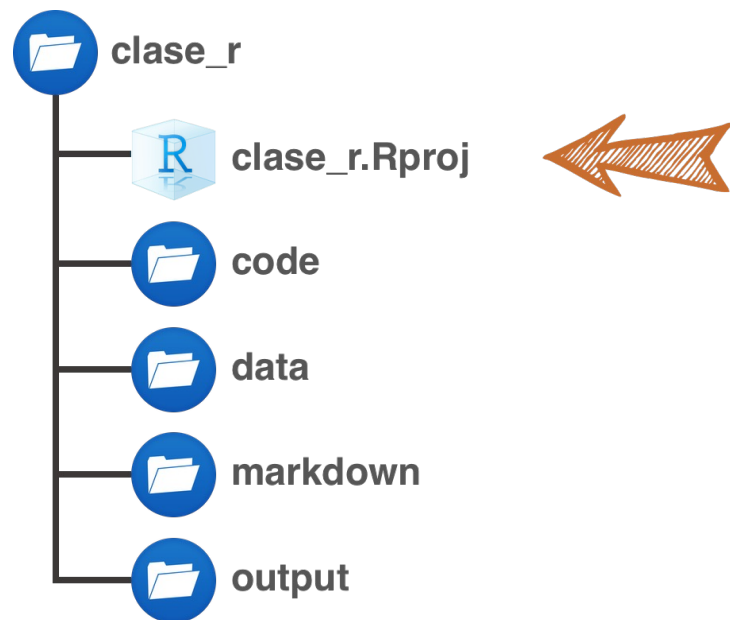 clase_r
R
clase_r.Rproj
code
data
markdown
output